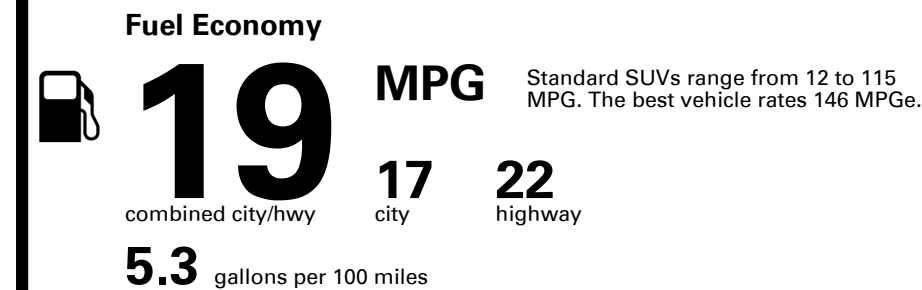 Fuel Economy
19 MPG
Standard SUVs range from 12 to 115
MPG. The best vehicle rates 146 MPGe.
17 22
combined city/hwy city highway
5.3 gallons per 100 miles